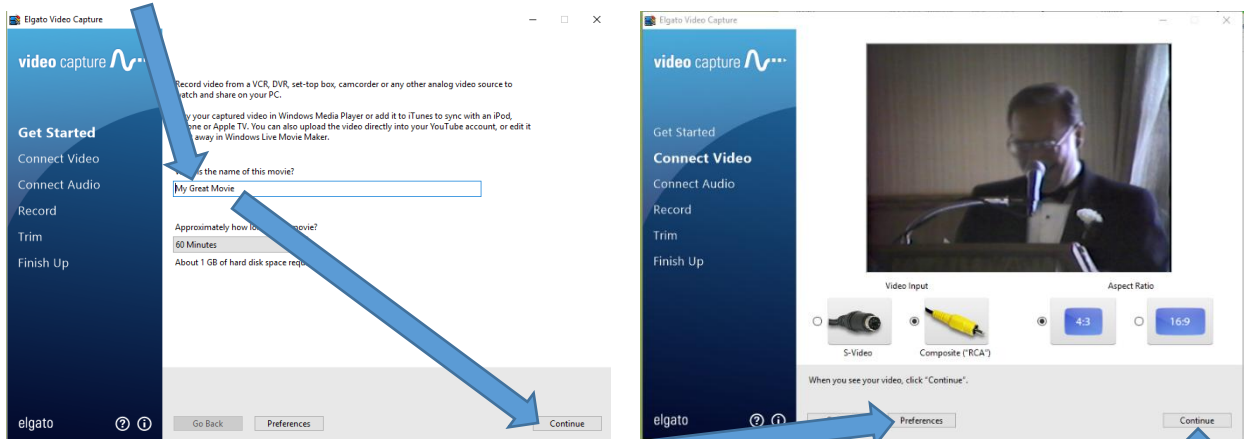 Elgato Video Capture
video capture
Get Started
Connect Video
Connect Audio
Record
Trim
Finish Up
elgato
Record video from a VCR, DVR, set-top box, camcorder or any other analog video source to
and share on your PC.
your captured video in Windows Media Player or add it to iTunes to sync with an iPod,
or Apple TV. You can also upload the video directly into your YouTube account, or edit it
away in Windows Live Movie Maker.
is the name of this movie?
My Great Movie
Approximately how movie?
60 Minutes
About 1 GB of hard disk space
Go Back
Preferences
Continue
Elgato Video Capture
video capture
Get Started
Connect Video
Connect Audio
Record
Trim
Finish Up
elgato
Video Input
Aspect Ratio
4:3
16:9
S-Video
Composite ("RCA")
When you see your video, click "Continue".
Preferences
Continue